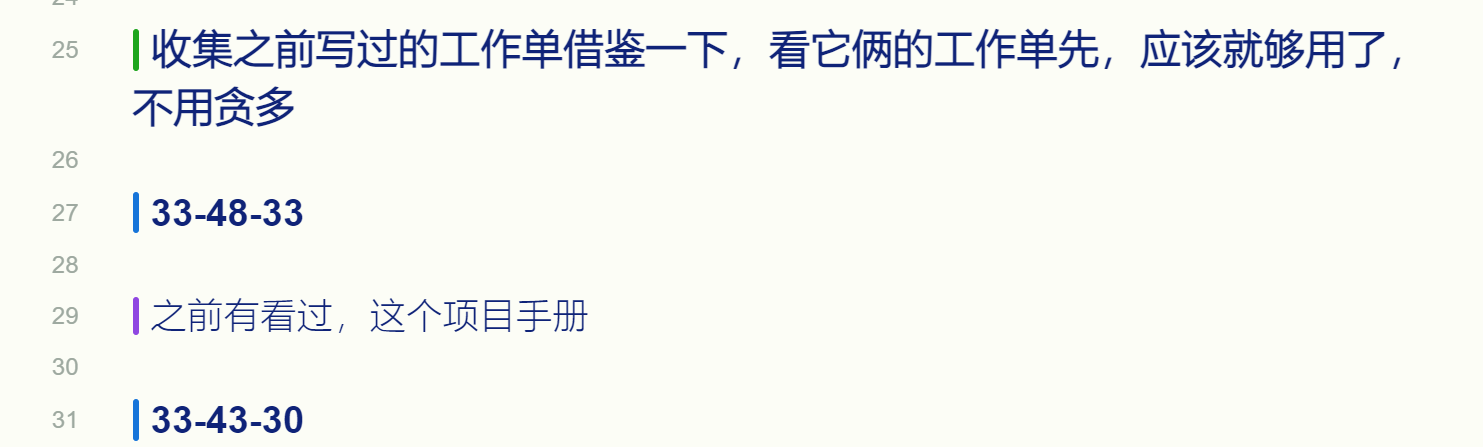 25 收集之前写过的工作单借鉴一下，看它俩的工作单先，应该就够用了，
不用贪多
26
27 33-48-33
28
29 之前有看过，这个项目手册
30
31 33-43-30